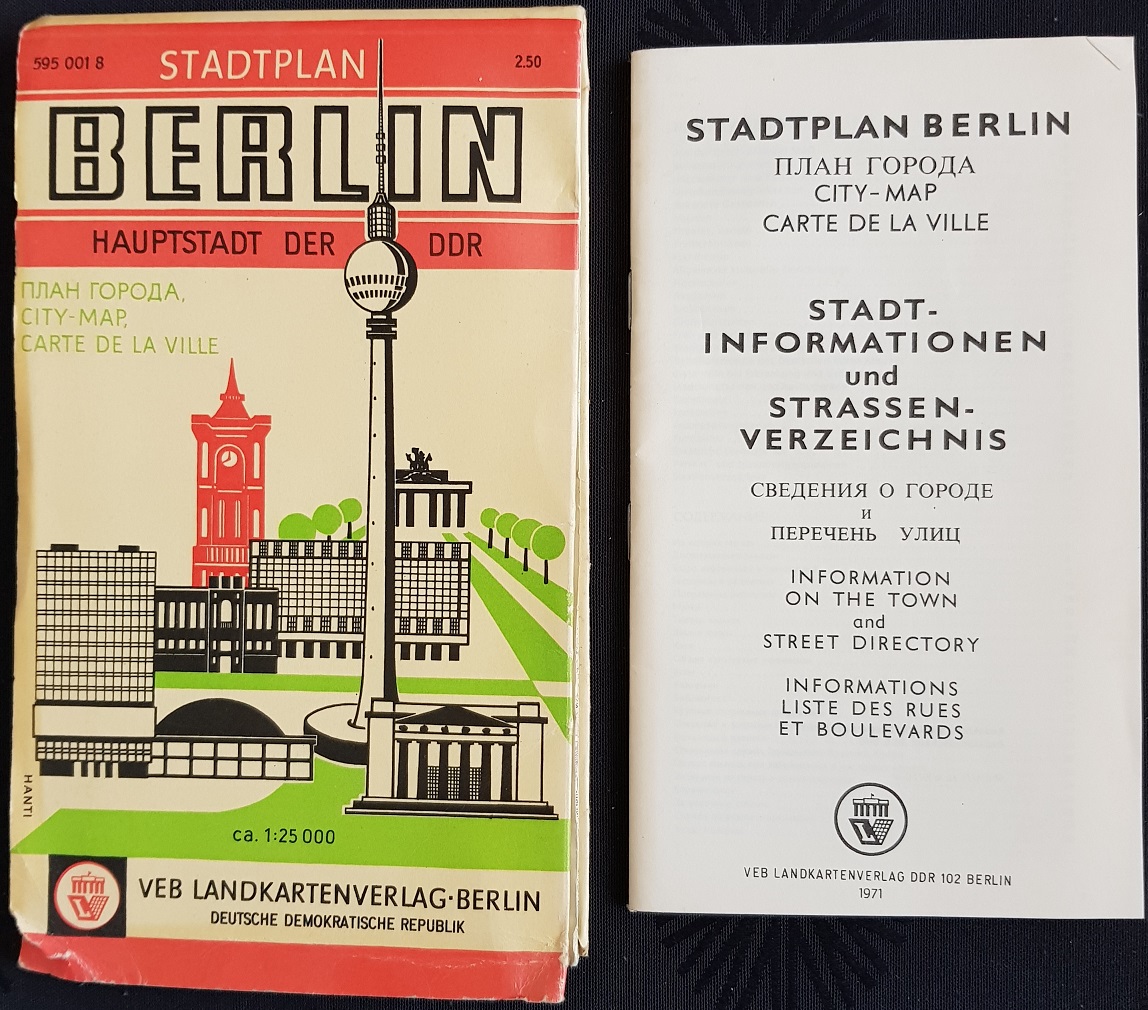 595 001 8
STADTPLAN
2.50
BERLIN
HAUPTSTADT DER DDR
ПЛАН ГОРОДА,
CITY-MAP,
CARTE DE LA VILLE
HANTI
ca. 1:25 000
VEB LANDKARTENVERLAG·BERLIN
DEUTSCHE DEMOKRATISCHE REPUBLIK
STADTPLAN BERLIN
ПЛАН ГОРОДА
CITY-MAP
CARTE DE LA VILLE
STADT-
INFORMATIONEN
und
STRASSEN-
VERZEICHNIS
СВЕДЕНИЯ О ГОРОДЕ
и
ПЕРЕЧЕНЬ УЛИЦ
INFORMATION
ON THE TOWN
and
STREET DIRECTORY
INFORMATIONS
LISTE DES RUES
ET BOULEVARDS
VEB LANDKARTENVERLAG DDR 102 BERLIN
1971